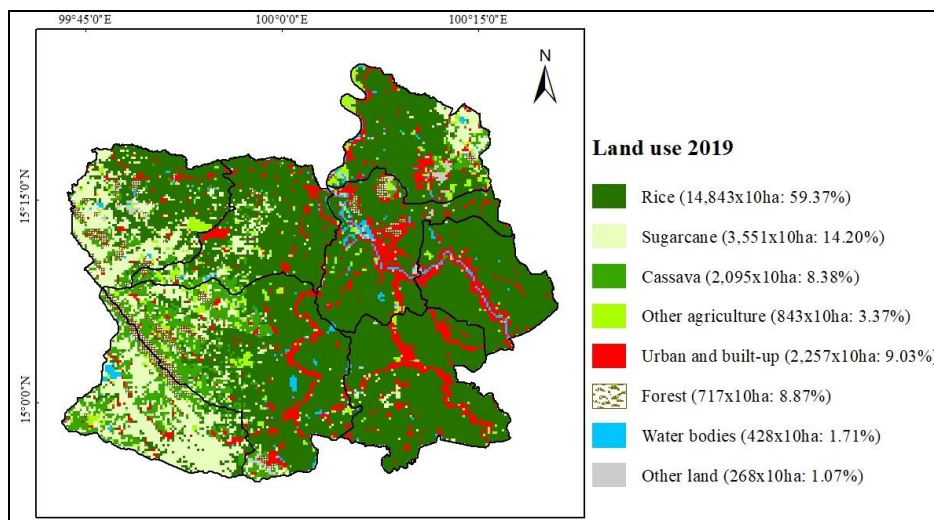 99°45'0"E 100°0'0"E 100°15'0"E
N
15°15'0"N
15°0'0"N
Land use 2019
Rice (14,843x10ha: 59.37%)
Sugarcane (3,551x10ha: 14.20%)
Cassava (2,095x10ha: 8.38%)
Other agriculture (843x10ha: 3.37%)
Urban and built-up (2,257x10ha: 9.03%)
Forest (717x10ha: 8.87%)
Water bodies (428x10ha: 1.71%)
Other land (268x10ha: 1.07%)